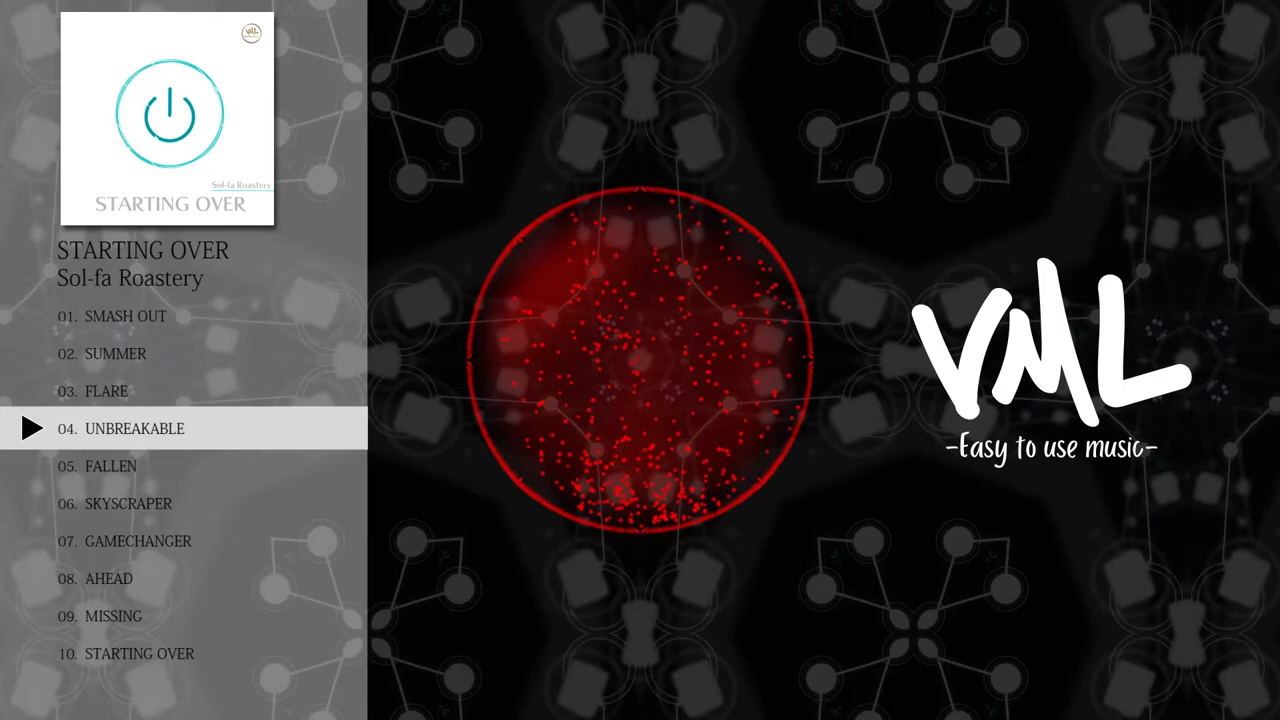 VML
Sol-fa Roastery
STARTING OVER
STARTING OVER
Sol-fa Roastery
01. SMASH OUT
02. SUMMER
03. FLARE
04. UNBREAKABLE
05. FALLEN
06. SKYSCRAPER
07. GAMECHANGER
08. AHEAD
09. MISSING
10. STARTING OVER
VML
-Easy to use music-